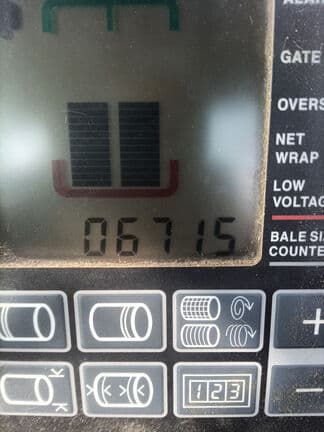 GATE
OVERS
NET
WRAP
LOW
VOLTAG
06715
BALE SI
COUNTE
123